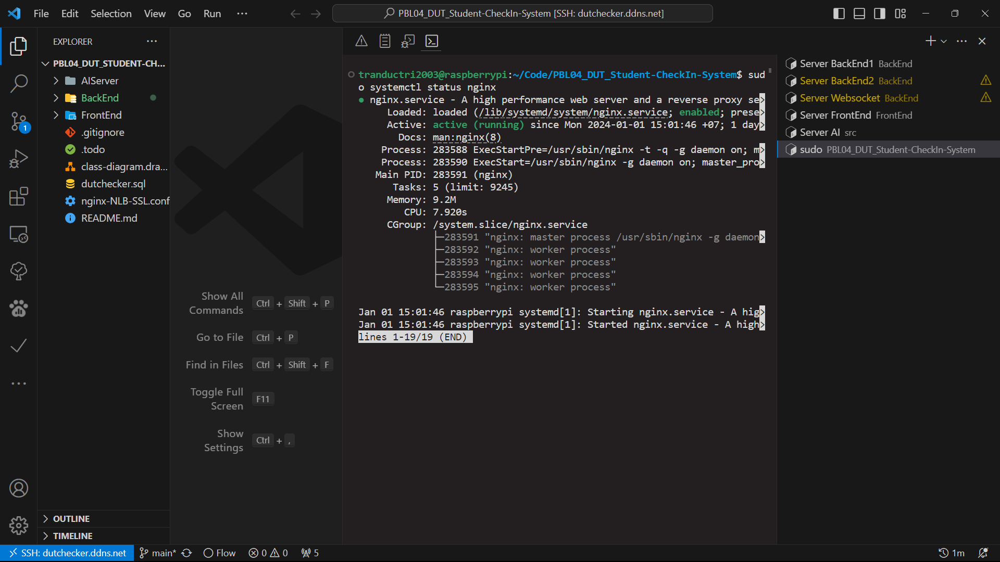 File Edit Selection View Go Run ···
PBL04_DUT_Student-CheckIn-System [SSH: dutchecker.ddns.net]
EXPLORER
PBL04_DUT_STUDENT-CH...
AIServer
BackEnd
FrontEnd
.gitignore
.todo
class-diagram.dra...
dutchecker.sql
nginx-NLB-SSL.conf
README.md
OUTLINE
TIMELINE
1
Show All Commands Ctrl + Shift + P
Go to File Ctrl + P
Find in Files Ctrl + Shift + F
Toggle Full Screen F11
Show Settings Ctrl + ,
tranductri2003@raspberrypi:~/Code/PBL04_DUT_Student-CheckIn-System$ sud
o systemctl status nginx
● nginx.service - A high performance web server and a reverse proxy se>
Loaded: loaded (/lib/systemd/system/nginx.service; enabled; prese>
Active: active (running) since Mon 2024-01-01 15:01:46 +07; 1 day>
Docs: man:nginx(8)
Process: 283588 ExecStartPre=/usr/sbin/nginx -t -q -g daemon on; m>
Process: 283590 ExecStart=/usr/sbin/nginx -g daemon on; master_pro>
Main PID: 283591 (nginx)
Tasks: 5 (limit: 9245)
Memory: 9.2M
CPU: 7.920s
CGroup: /system.slice/nginx.service
├─283591 "nginx: master process /usr/sbin/nginx -g daemon>
├─283592 "nginx: worker process"
├─283593 "nginx: worker process"
├─283594 "nginx: worker process"
└─283595 "nginx: worker process"
Jan 01 15:01:46 raspberrypi systemd[1]: Starting nginx.service - A hig>
Jan 01 15:01:46 raspberrypi systemd[1]: Started nginx.service - A high>
lines 1-19/19 (END)
Server BackEnd1 BackEnd
Server BackEnd2 BackEnd
Server Websocket BackEnd
Server FrontEnd FrontEnd
Server AI src
sudo PBL04_DUT_Student-CheckIn-System
SSH: dutchecker.ddns.net main* Flow 0 0 5 1m